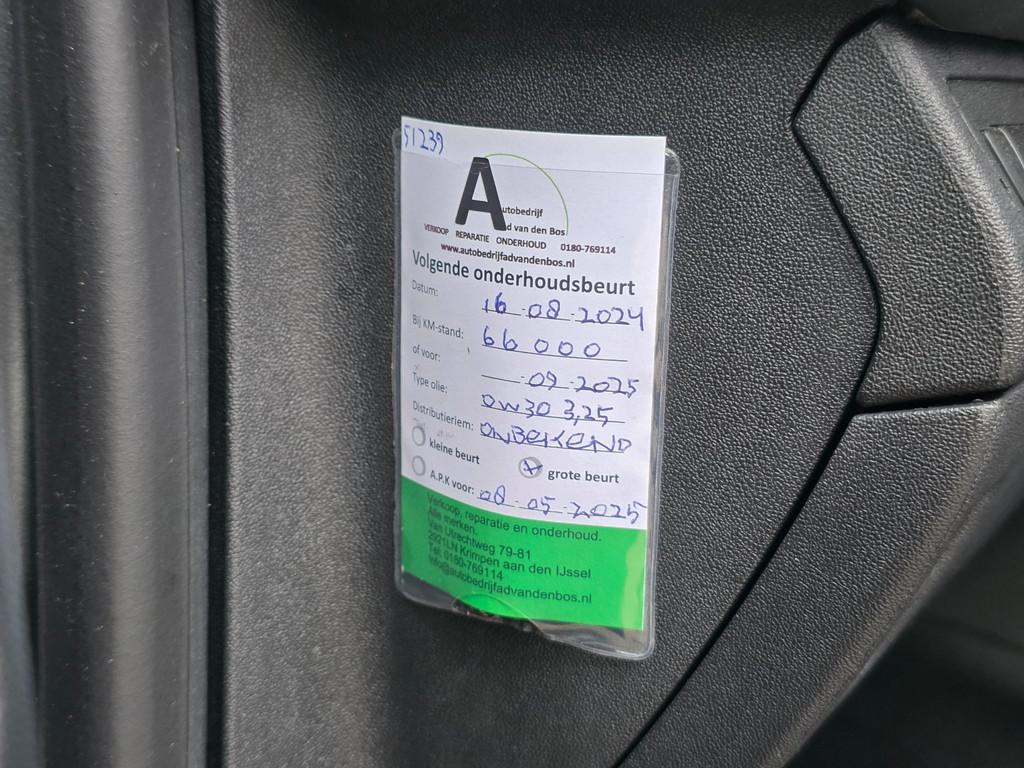 51239
Autobedrijf
Ad van den Bos
VERKOOP REPARATIE ONDERHOUD 0180-769114
www.autobedrijfadvandenbos.nl
Volgende onderhoudsbeurt
Datum: 16-08-2024
Bij KM-stand: 66000
of voor: -09-2025
Type olie: 0W30 3,25
Distributieriem: ONBEKEND
kleine beurt grote beurt
A.P.K voor: 08-05-2025
Verkoop, reparatie en onderhoud.
Alle merken.
Van Utrechtweg 79-81
2921LN Krimpen aan den IJssel
Tel: 0180-769114
info@autobedrijfadvandenbos.nl